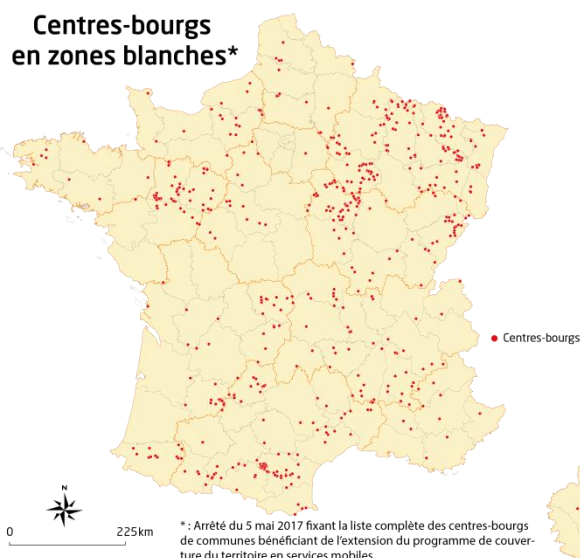 Centres-bourgs
en zones blanches*
Centres-bourgs
N
0 225km
* : Arrêté du 5 mai 2017 fixant la liste complète des centres-bourgs
de communes bénéficiant de l'extension du programme de couver-
ture du territoire en services mobiles